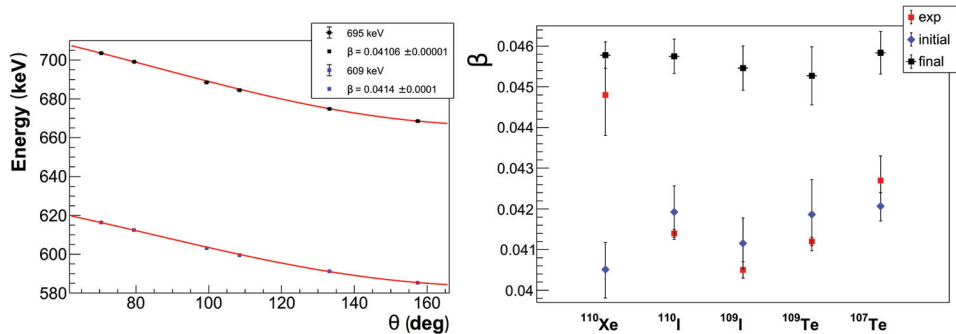 695 keV
β = 0.04106 ±0.00001
609 keV
β = 0.0414 ±0.0001
Energy (keV)
700
680
660
640
620
600
580
80
100
120
140
160
θ (deg)
exp
initial
final
β
0.046
0.045
0.044
0.043
0.042
0.041
0.04
¹¹⁰Xe
¹¹⁰I
¹⁰⁹I
¹⁰⁹Te
¹⁰⁷Te